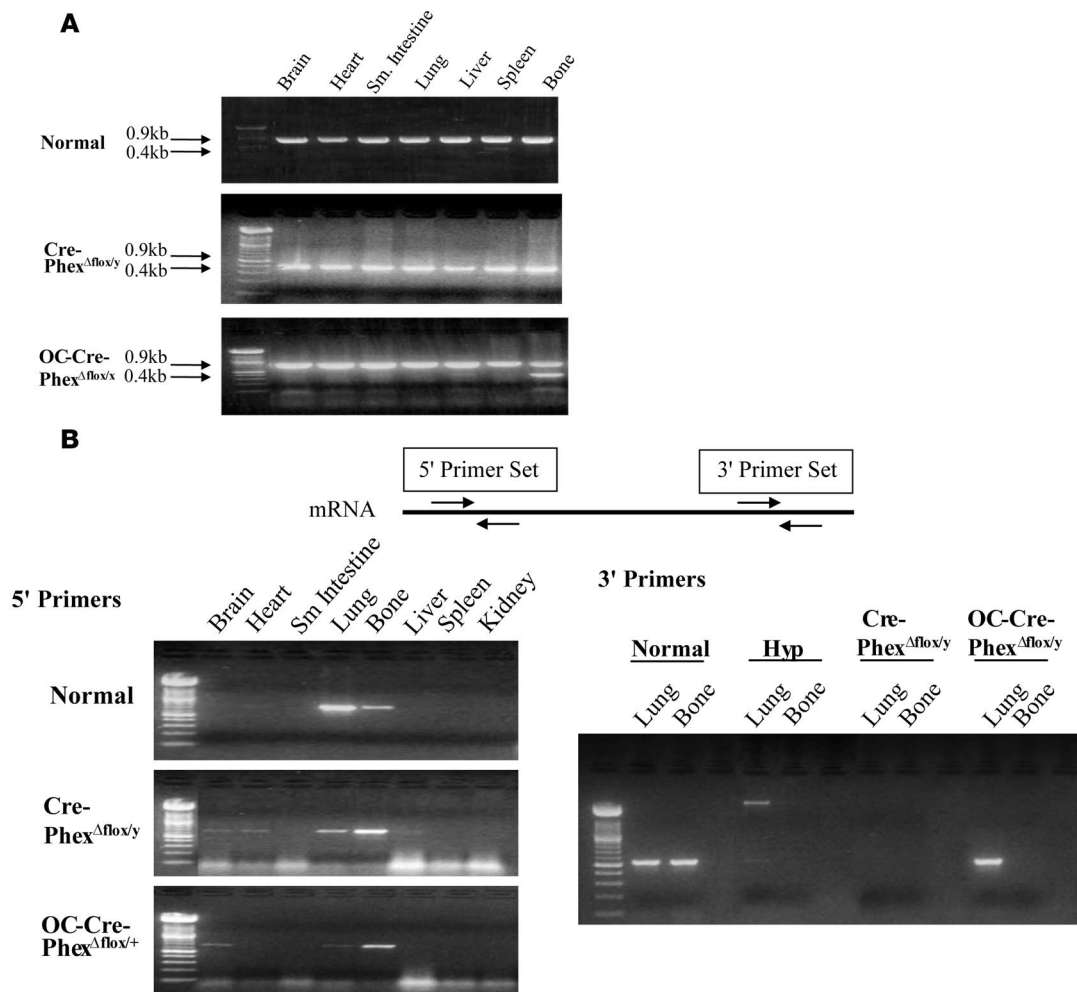 A
Brain Heart Sm. Intestine Lung Liver Spleen Bone
Normal 0.9kb
0.4kb
Cre-
Phex^Δflox/y 0.9kb
0.4kb
OC-Cre-
Phex^Δflox/x 0.9kb
0.4kb
B
5' Primer Set 3' Primer Set
mRNA
5' Primers
Brain Heart Sm Intestine Lung Bone Liver Spleen Kidney
Normal
Cre-
Phex^Δflox/y
OC-Cre-
Phex^Δflox/+
3' Primers
Normal Hyp Cre-
Phex^Δflox/y OC-Cre-
Phex^Δflox/y
Lung Bone Lung Bone Lung Bone Lung Bone